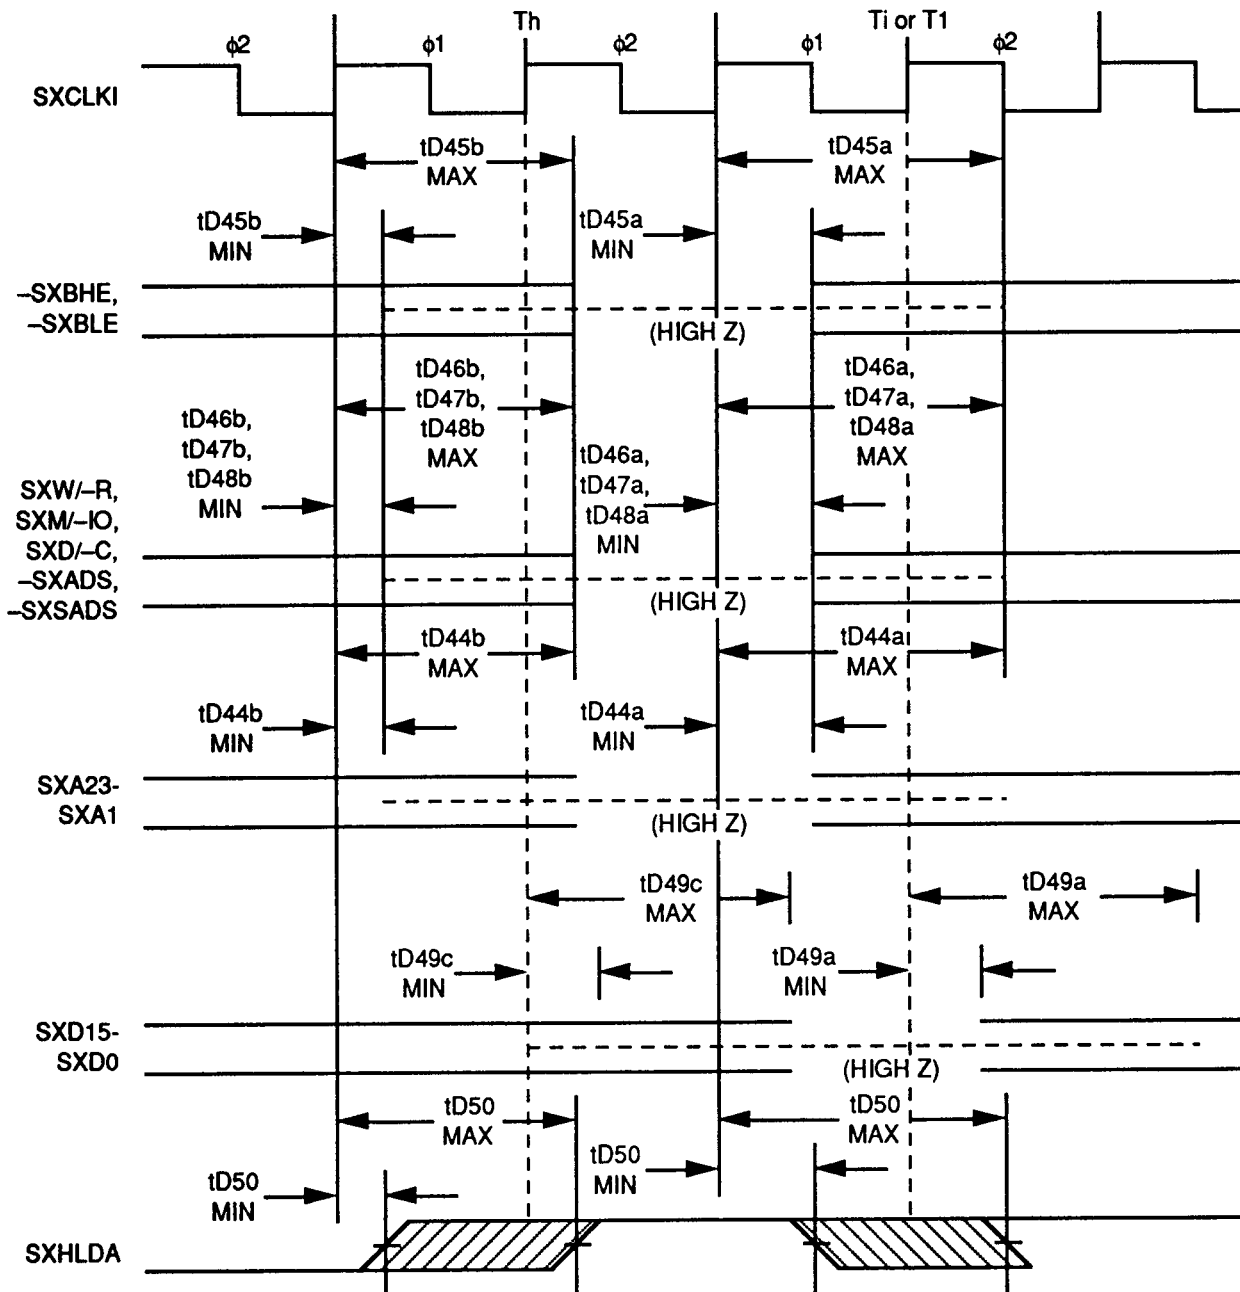 Th
Ti or T1
ϕ2
ϕ1
ϕ2
ϕ1
ϕ2
SXCLKI
tD45b
MAX
tD45a
MAX
tD45b
MIN
tD45a
MIN
–SXBHE,
–SXBLE
(HIGH Z)
tD46b,
tD47b,
tD48b
MAX
tD46a,
tD47a,
tD48a
MAX
tD46b,
tD47b,
tD48b
MIN
tD46a,
tD47a,
tD48a
MIN
SXW/–R,
SXM/–IO,
SXD/–C,
–SXADS,
–SXSADS
(HIGH Z)
tD44b
MAX
tD44a
MAX
tD44b
MIN
tD44a
MIN
SXA23-
SXA1
(HIGH Z)
tD49c
MAX
tD49a
MAX
tD49c
MIN
tD49a
MIN
SXD15-
SXD0
(HIGH Z)
tD50
MAX
tD50
MAX
tD50
MIN
tD50
MIN
SXHLDA